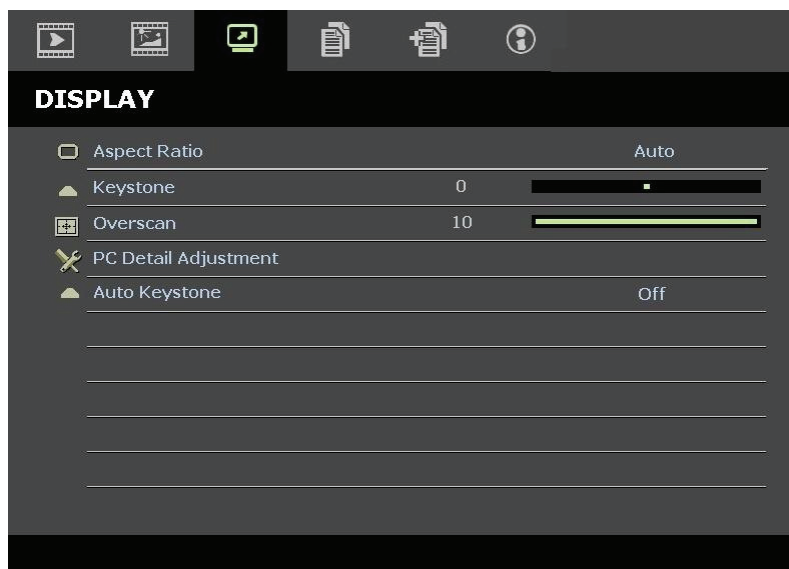 DISPLAY
Aspect Ratio Auto
Keystone 0
Overscan 10
PC Detail Adjustment
Auto Keystone Off